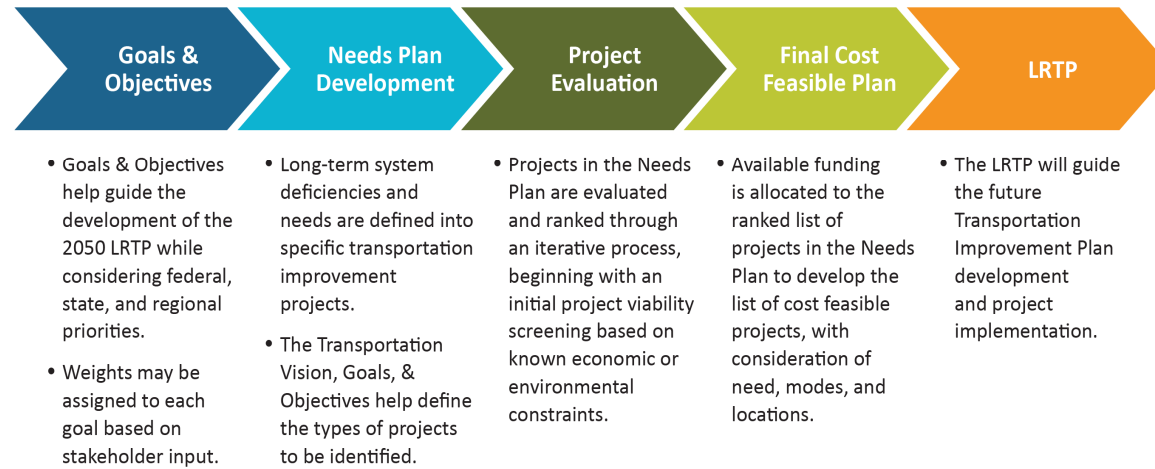 Goals &
Objectives
Needs Plan
Development
Project
Evaluation
Final Cost
Feasible Plan
LRTP
• Goals & Objectives
help guide the
development of the
2050 LRTP while
considering federal,
state, and regional
priorities.
• Weights may be
assigned to each
goal based on
stakeholder input.
• Long-term system
deficiencies and
needs are defined into
specific transportation
improvement
projects.
• The Transportation
Vision, Goals, &
Objectives help define
the types of projects
to be identified.
• Projects in the Needs
Plan are evaluated
and ranked through
an iterative process,
beginning with an
initial project viability
screening based on
known economic or
environmental
constraints.
• Available funding
is allocated to the
ranked list of
projects in the Needs
Plan to develop the
list of cost feasible
projects, with
consideration of
need, modes, and
locations.
• The LRTP will guide
the future
Transportation
Improvement Plan
development
and project
implementation.